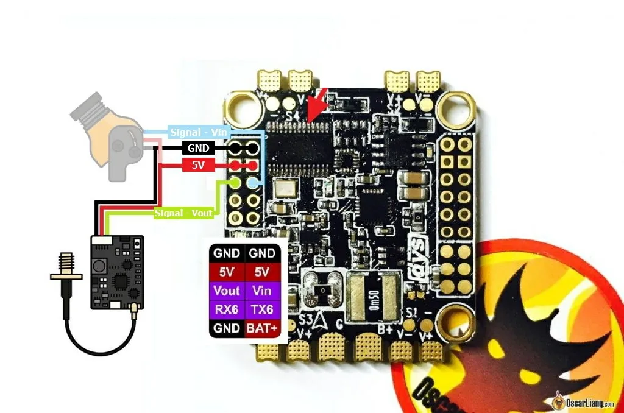 V+ V- V+ V-
S4
Signal - Vin
GND
5V
Signal - Vout
GND GND
5V 5V
Vout Vin
RX6 TX6
GND BAT+
0m50
S3 G B+ S1 -
V+ V- V+
OscarLiang.com